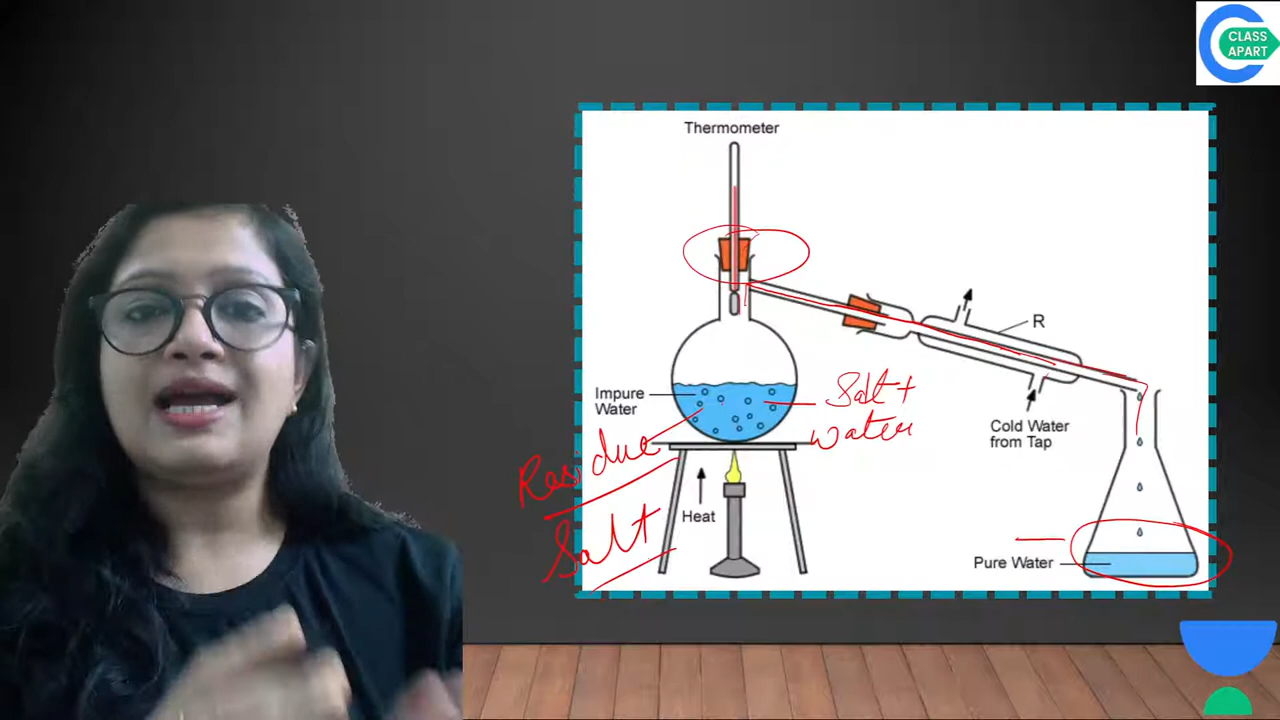 CLASS
APART
Thermometer
R
Impure
Water
Salt +
water
Cold Water
from Tap
Residue
Salt
Heat
Pure Water